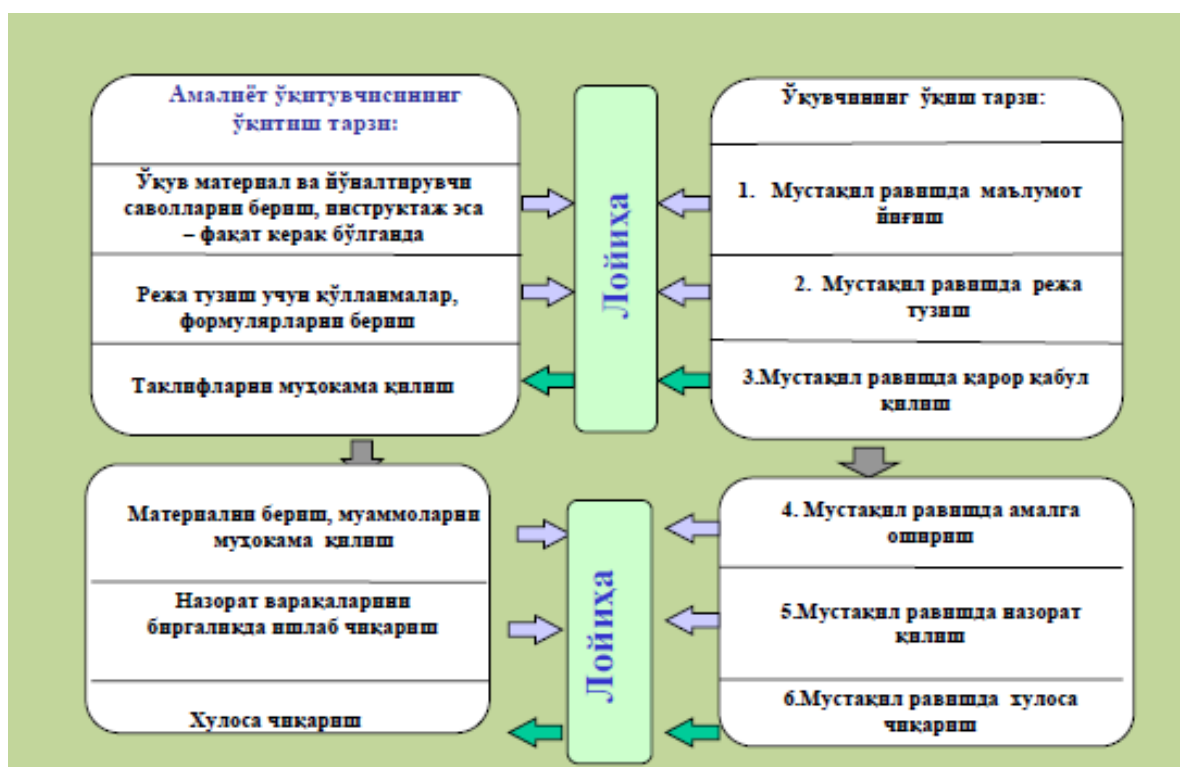 Амалиёт ўқитувчисининг
ўқитиш тарзи:
Ўқув материал ва йўналтирувчи
саволларни бериш, инструктаж эса
– фақат керак бўлганда
Режа тузиш учун қўлланмалар,
формулярларни бериш
Таклифларни муҳокама қилиш
Лойиҳа
Ўқувчининг ўқиш тарзи:
1. Мустақил равишда маълумот
йиғиш
2. Мустақил равишда режа
тузиш
3.Мустақил равишда қарор қабул
қилиш
Материални бериш, муаммоларни
муҳокама қилиш
Назорат варақаларини
биргаликда ишлаб чиқариш
Хулоса чиқариш
Лойиҳа
4. Мустақил равишда амалга
ошириш
5.Мустақил равишда назорат
қилиш
6.Мустақил равишда хулоса
чиқариш